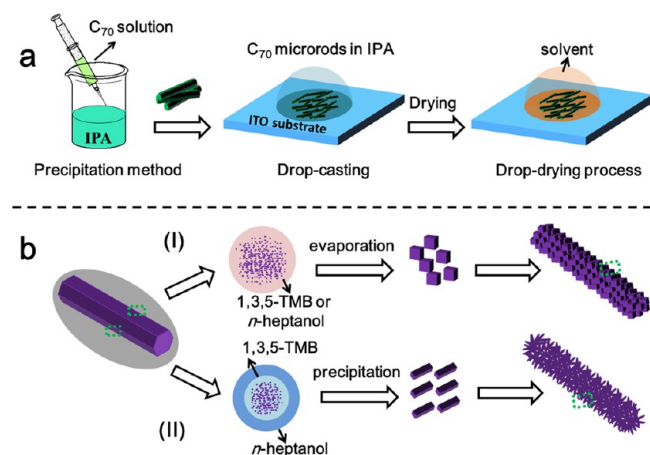 a
C₇₀ solution
IPA
Precipitation method
C₇₀ microrods in IPA
ITO substrate
Drop-casting
Drying
solvent
Drop-drying process
b
(I)
1,3,5-TMB or
n-heptanol
evaporation
(II)
1,3,5-TMB
n-heptanol
precipitation